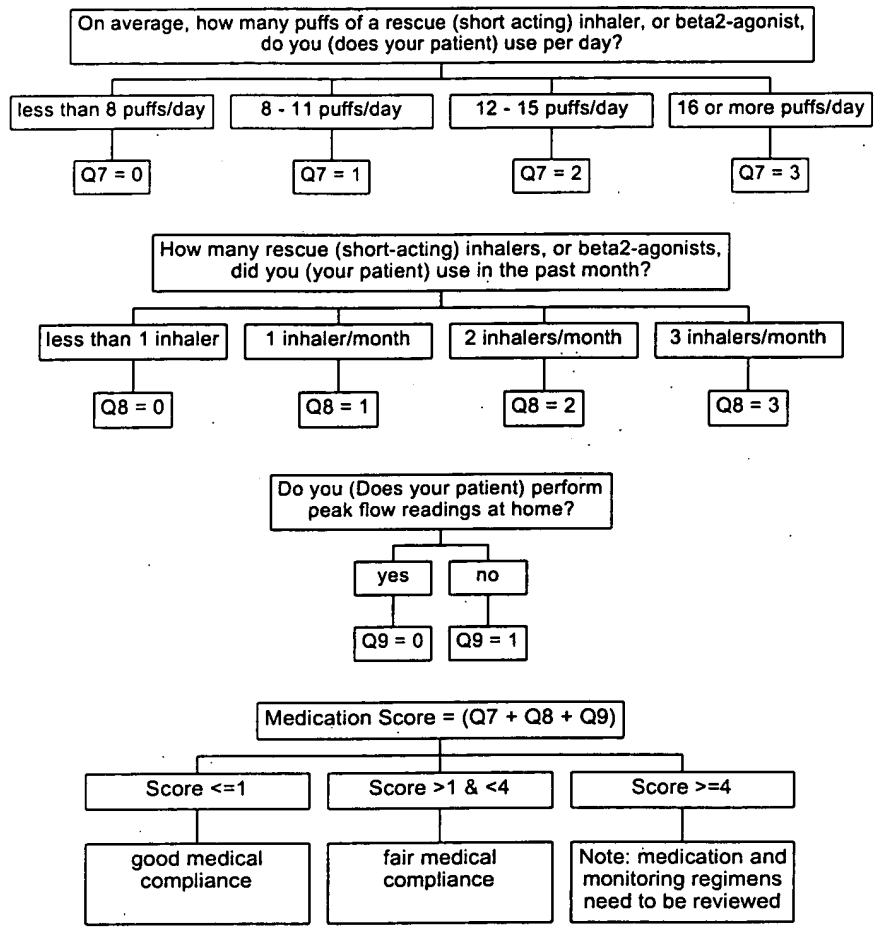 On average, how many puffs of a rescue (short acting) inhaler, or beta2-agonist,
do you (does your patient) use per day?
less than 8 puffs/day
8 - 11 puffs/day
12 - 15 puffs/day
16 or more puffs/day
Q7 = 0
Q7 = 1
Q7 = 2
Q7 = 3
How many rescue (short-acting) inhalers, or beta2-agonists,
did you (your patient) use in the past month?
less than 1 inhaler
1 inhaler/month
2 inhalers/month
3 inhalers/month
Q8 = 0
Q8 = 1
Q8 = 2
Q8 = 3
Do you (Does your patient) perform
peak flow readings at home?
yes
no
Q9 = 0
Q9 = 1
Medication Score = (Q7 + Q8 + Q9)
Score <=1
Score >1 & <4
Score >=4
good medical
compliance
fair medical
compliance
Note: medication and
monitoring regimens
need to be reviewed